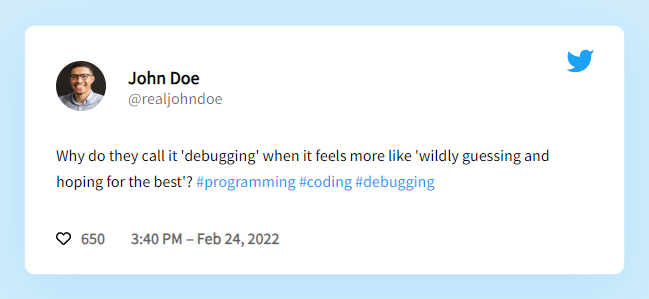 John Doe
@realjohndoe
Why do they call it 'debugging' when it feels more like 'wildly guessing and
hoping for the best'? #programming #coding #debugging
650 3:40 PM – Feb 24, 2022